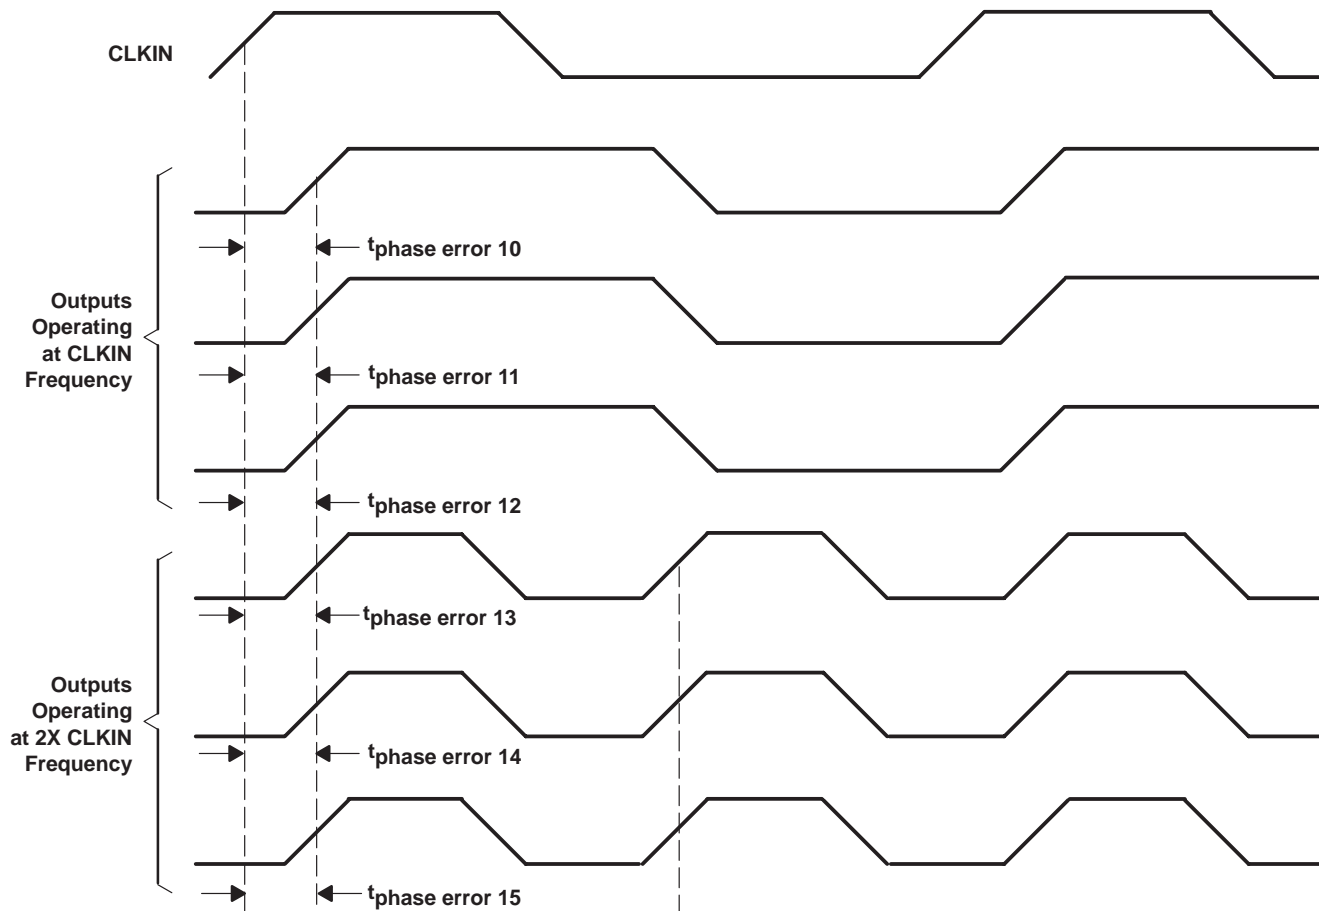 CLKIN
tphase error 10
Outputs
Operating
at CLKIN
Frequency
tphase error 11
tphase error 12
tphase error 13
Outputs
Operating
at 2X CLKIN
Frequency
tphase error 14
tphase error 15